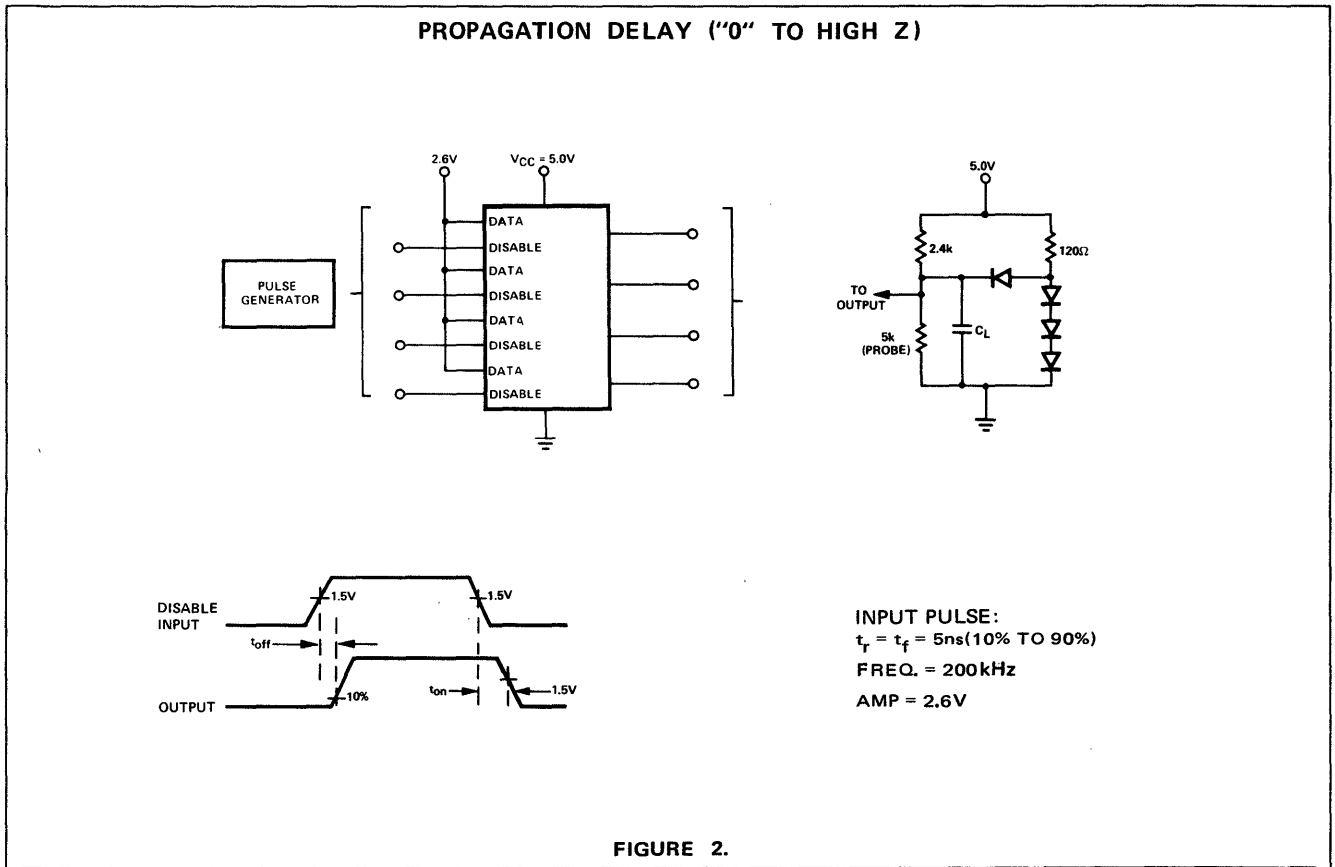 PROPAGATION DELAY ("0" TO HIGH Z)
2.6V
VCC = 5.0V
PULSE
GENERATOR
DATA
DISABLE
DATA
DISABLE
DATA
DISABLE
DATA
DISABLE
5.0V
2.4k
120Ω
TO
OUTPUT
5k
(PROBE)
CL
DISABLE
INPUT
1.5V
1.5V
toff
10%
ton
1.5V
OUTPUT
INPUT PULSE:
tr = tf = 5ns(10% TO 90%)
FREQ. = 200kHz
AMP = 2.6V
FIGURE 2.